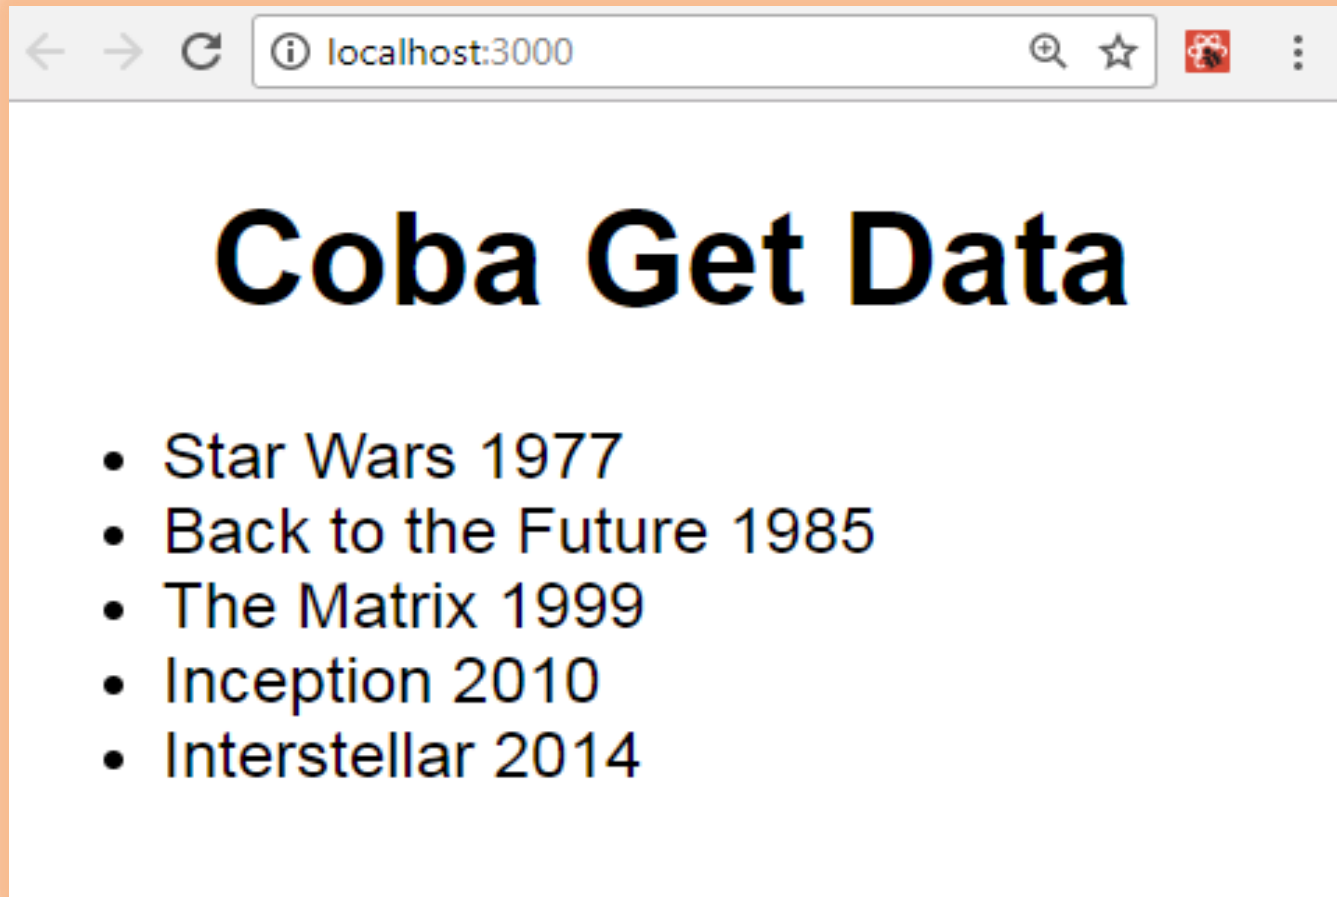 localhost:3000
Coba Get Data
• Star Wars 1977
• Back to the Future 1985
• The Matrix 1999
• Inception 2010
• Interstellar 2014